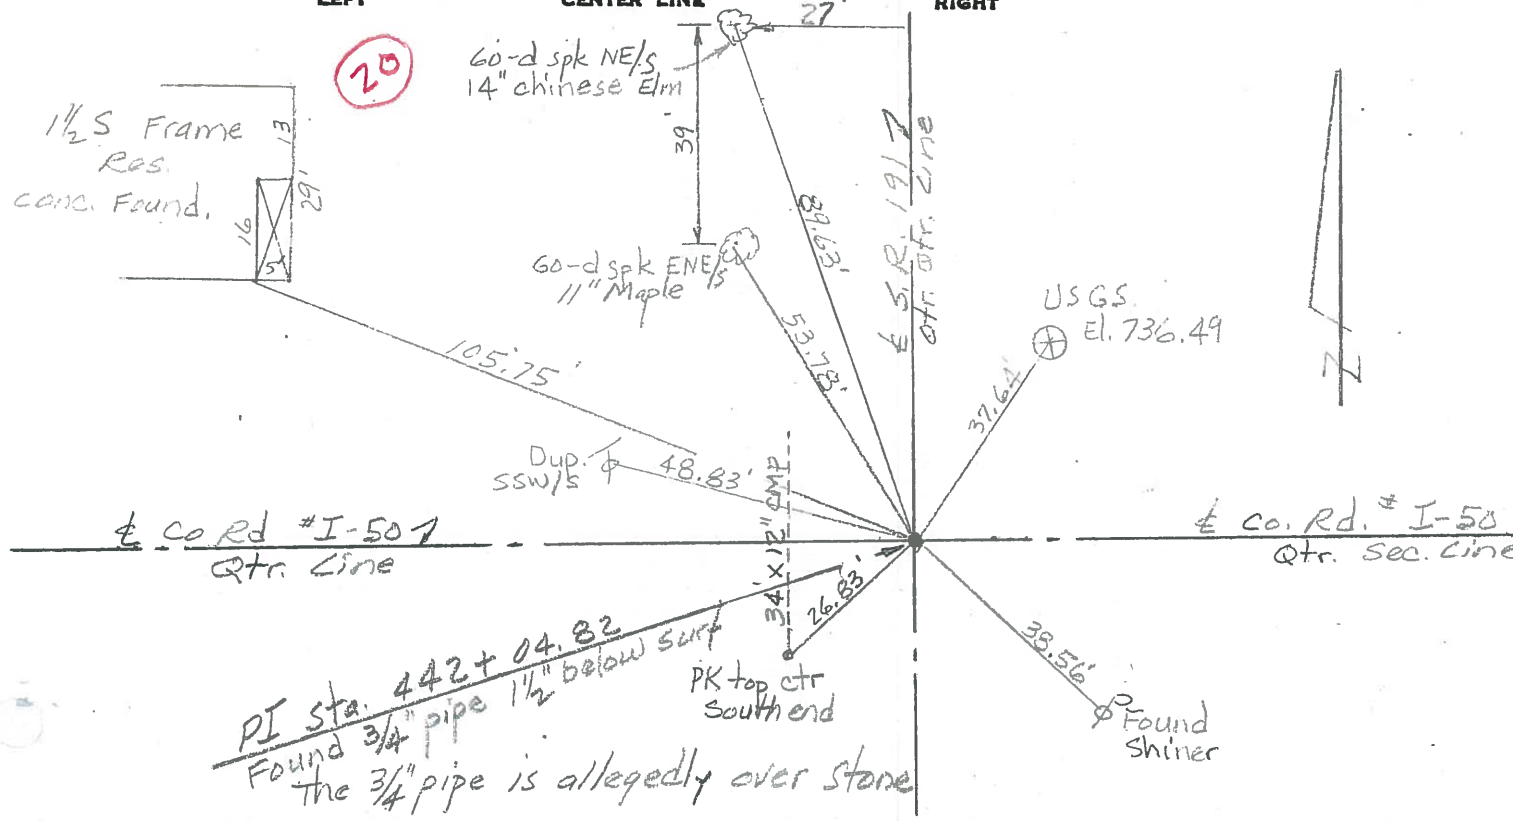 LEFT
CENTER LINE
RIGHT
20
27'
60-d spk NE/S
14" chinese Elm
39'
1½ S Frame
Res.
conc. Found.
13
29'
16
5'
60-d spk ENE/S
11" Maple
89.63'
53.78'
℄ S.R. 191 7
Qtr. Qtr. Line
USGS
El. 736.49
37.64'
Z
105.75'
Dup.
SSW/S
48.83'
34' x 12" CMP
℄ Co Rd #I-50 7
Qtr. Line
℄ Co. Rd. # I-50
Qtr. Sec. Line
26.83'
PI Sta. 442 + 04.82
Found 3/4" pipe 1½" below surf
The 3/4" pipe is allegedly over stone
PK top ctr
South end
38.56'
Found
Shiner